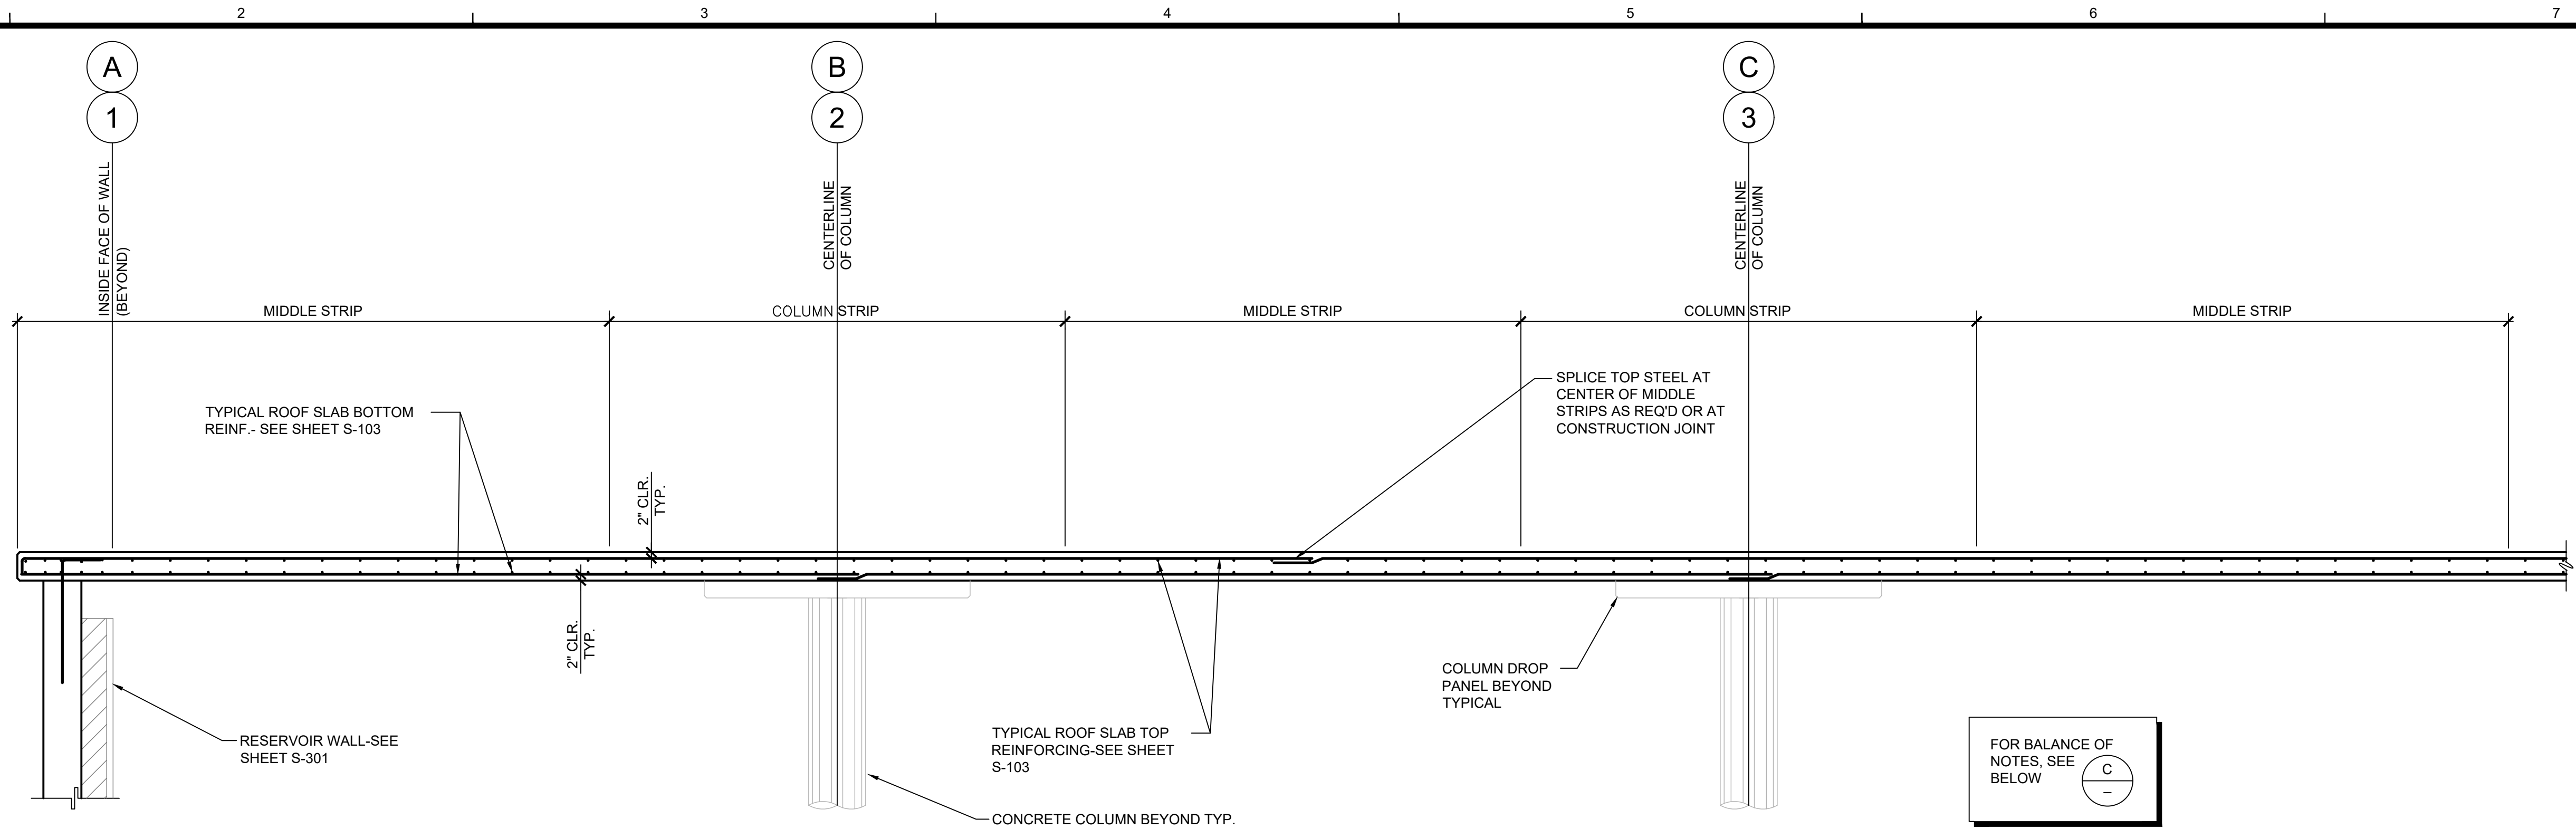 2 3 4 5 6 7
A B C
1 2 3
INSIDE FACE OF WALL
(BEYOND)
CENTERLINE
OF COLUMN
CENTERLINE
OF COLUMN
MIDDLE STRIP COLUMN STRIP MIDDLE STRIP COLUMN STRIP MIDDLE STRIP
SPLICE TOP STEEL AT
CENTER OF MIDDLE
STRIPS AS REQ'D OR AT
CONSTRUCTION JOINT
TYPICAL ROOF SLAB BOTTOM
REINF.- SEE SHEET S-103
2" CLR.
TYP.
2" CLR.
TYP.
COLUMN DROP
PANEL BEYOND
TYPICAL
RESERVOIR WALL-SEE
SHEET S-301
TYPICAL ROOF SLAB TOP
REINFORCING-SEE SHEET
S-103
CONCRETE COLUMN BEYOND TYP.
FOR BALANCE OF
NOTES, SEE
BELOW
C
–